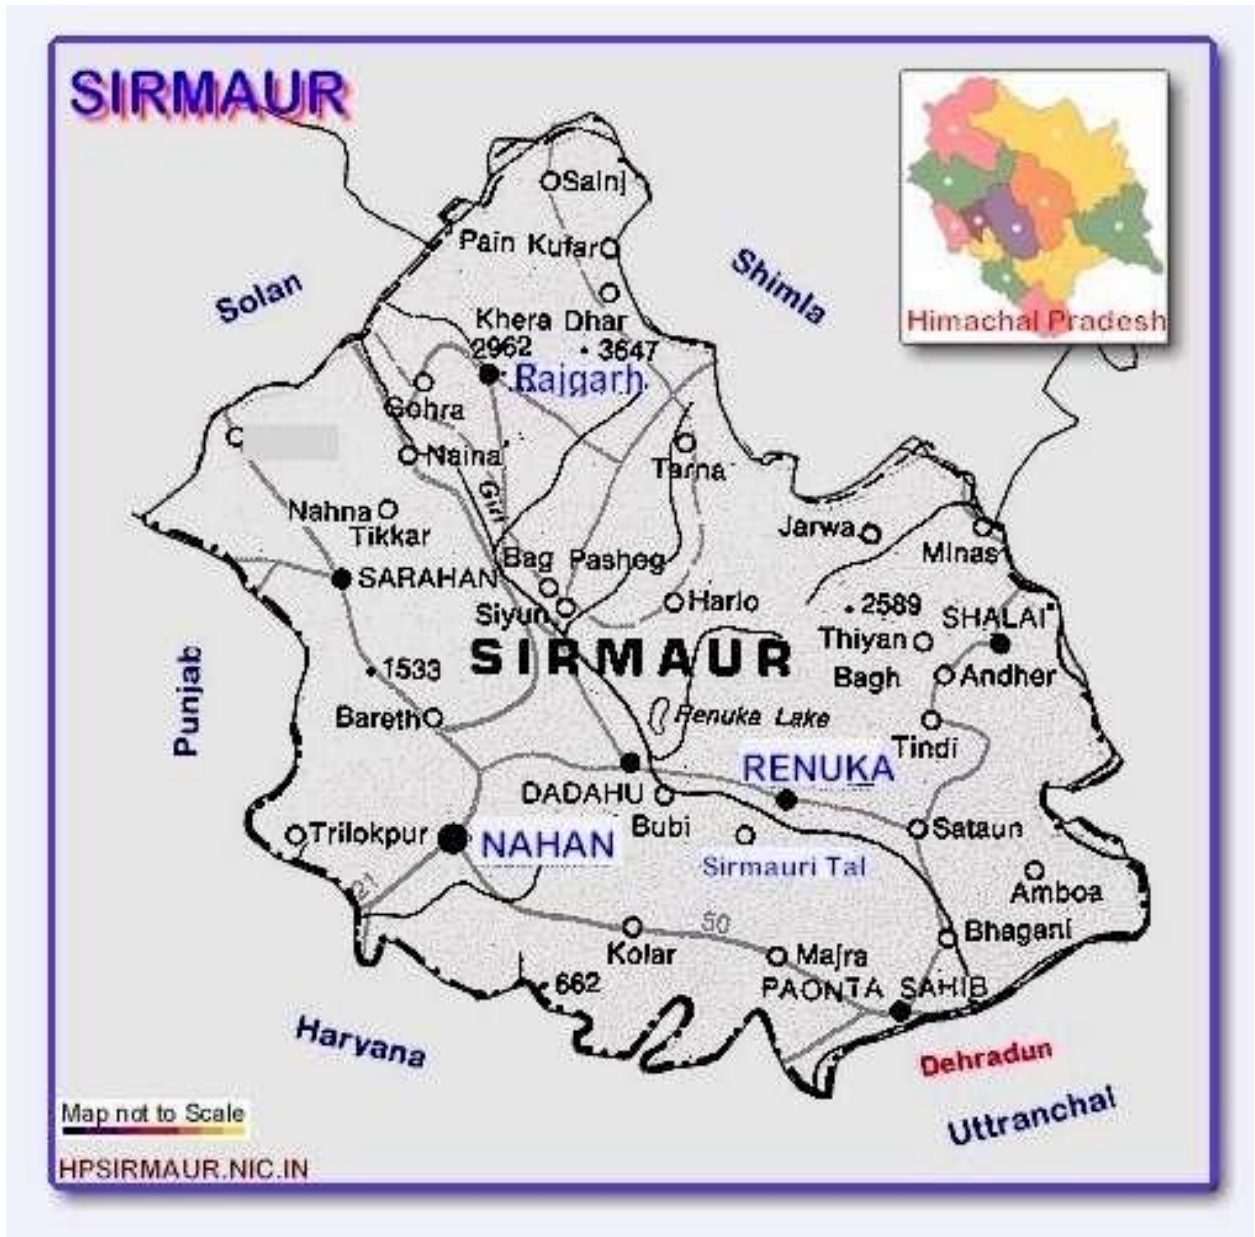 SIRMAUR
Sainj
Pain Kufar
Solan
Shimla
Himachal Pradesh
Khera Dhar
2962
3647
Rajgarh
Gohra
Naina
Tarna
Giri
Nahna
Tikkar
Jarwa
Minas
Bag Pashog
SARAHAN
Siyun
Harlo
2589
SHALAI
Thiyan
SIRMAUR
1533
Bagh
Andher
Punjab
Bareth
Renuka Lake
Tindi
RENUKA
DADAHU
Bubi
Trilokpur
NAHAN
Sataun
Sirmauri Tal
21
Amboa
50
Bhagani
Kolar
Majra
662
PAONTA SAHIB
Haryana
Dehradun
Uttranchal
Map not to Scale
HPSIRMAUR.NIC.IN